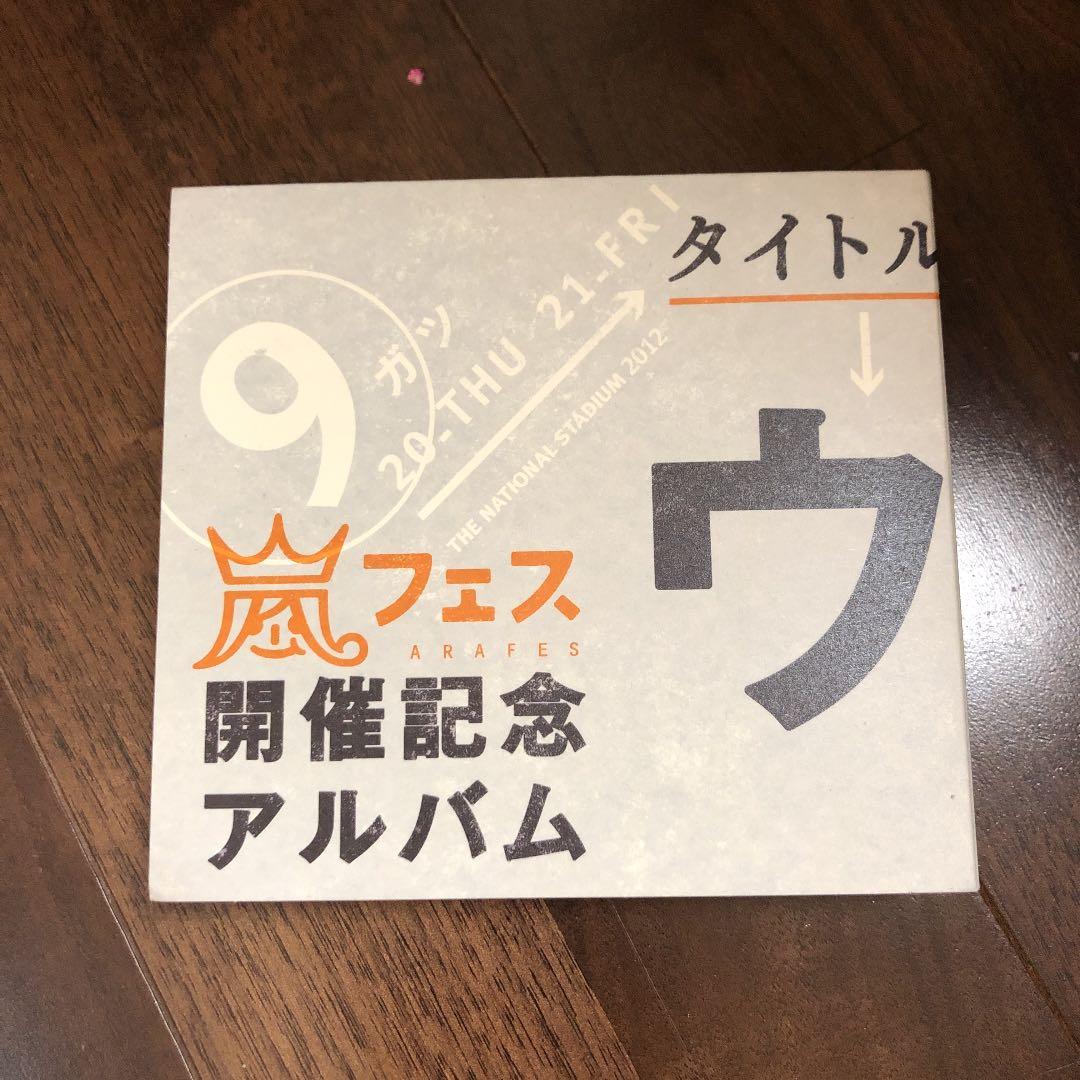 9
ガツ
20-THU 21-FRI
THE NATIONAL STADIUM 2012
タイトル
ウ
嵐フェス
ARAFES
開催記念
アルバム